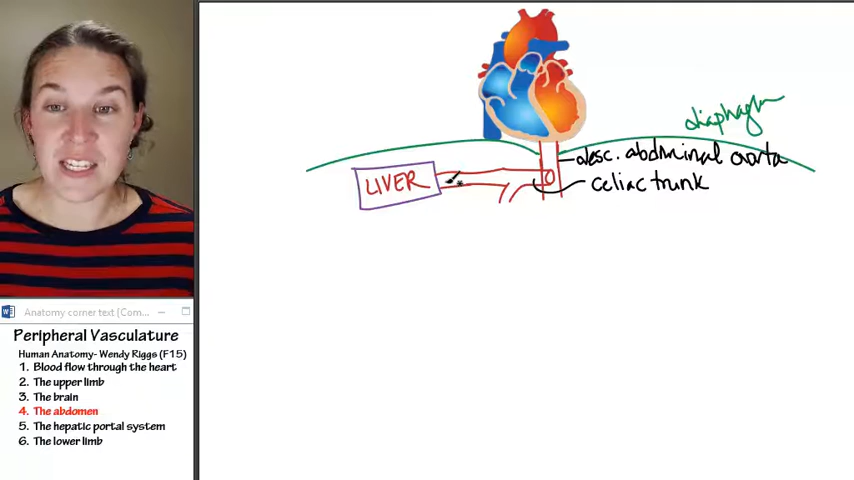 diaphagm
desc. abdominal aorta
LIVER
celiac trunk
Anatomy corner text [Com...
Peripheral Vasculature
Human Anatomy- Wendy Riggs (F15)
1. Blood flow through the heart
2. The upper limb
3. The brain
4. The abdomen
5. The hepatic portal system
6. The lower limb